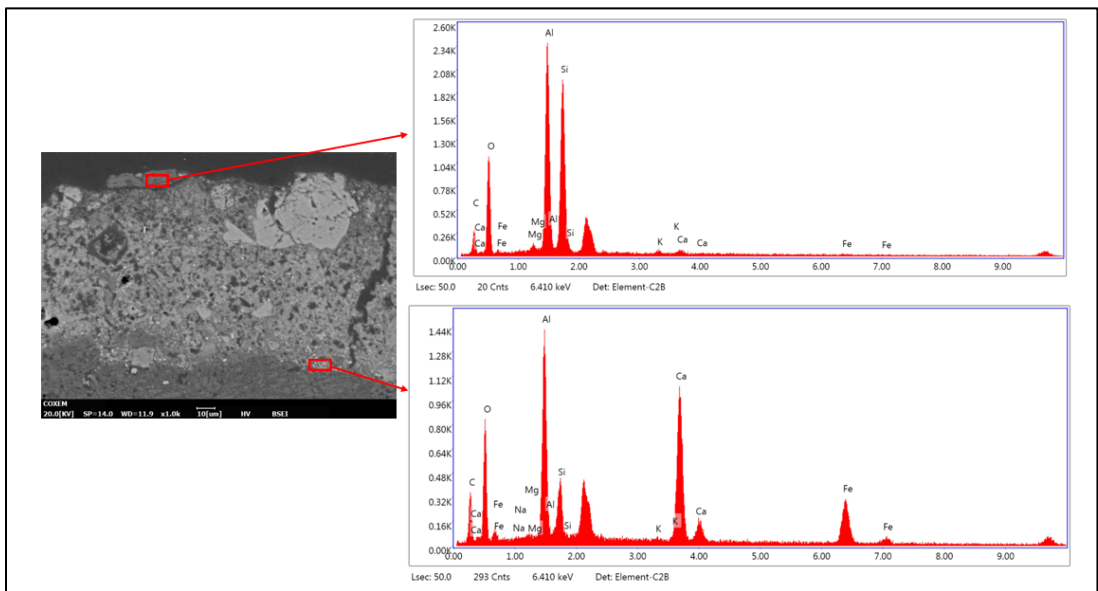 2.60K
2.34K
2.08K
1.82K
1.56K
1.30K
1.04K
0.78K
0.52K
0.26K
0.00K
Al
Si
O
C
Ca
Ca
Fe
Fe
Mg
Mg
Al
Si
K
K
Ca
Ca
Fe
Fe
0.00 1.00 2.00 3.00 4.00 5.00 6.00 7.00 8.00 9.00
Lsec: 50.0 20 Cnts 6.410 keV Det: Element-C2B
COXEM
20.0[KV] SP=14.0 WD=11.9 x1.0k 10[um] HV BSEI
1.44K
1.28K
1.12K
0.96K
0.80K
0.64K
0.48K
0.32K
0.16K
0.00K
Al
Ca
O
C
Ca
Ca
Fe
Fe
Na
Na
Mg
Mg
Al
Si
Si
K
K
Ca
Fe
Fe
0.00 1.00 2.00 3.00 4.00 5.00 6.00 7.00 8.00 9.00
Lsec: 50.0 293 Cnts 6.410 keV Det: Element-C2B